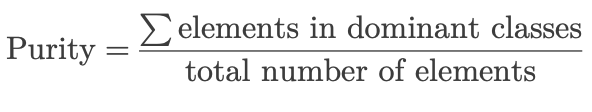 Purity = ∑ elements in dominant classes / total number of elements